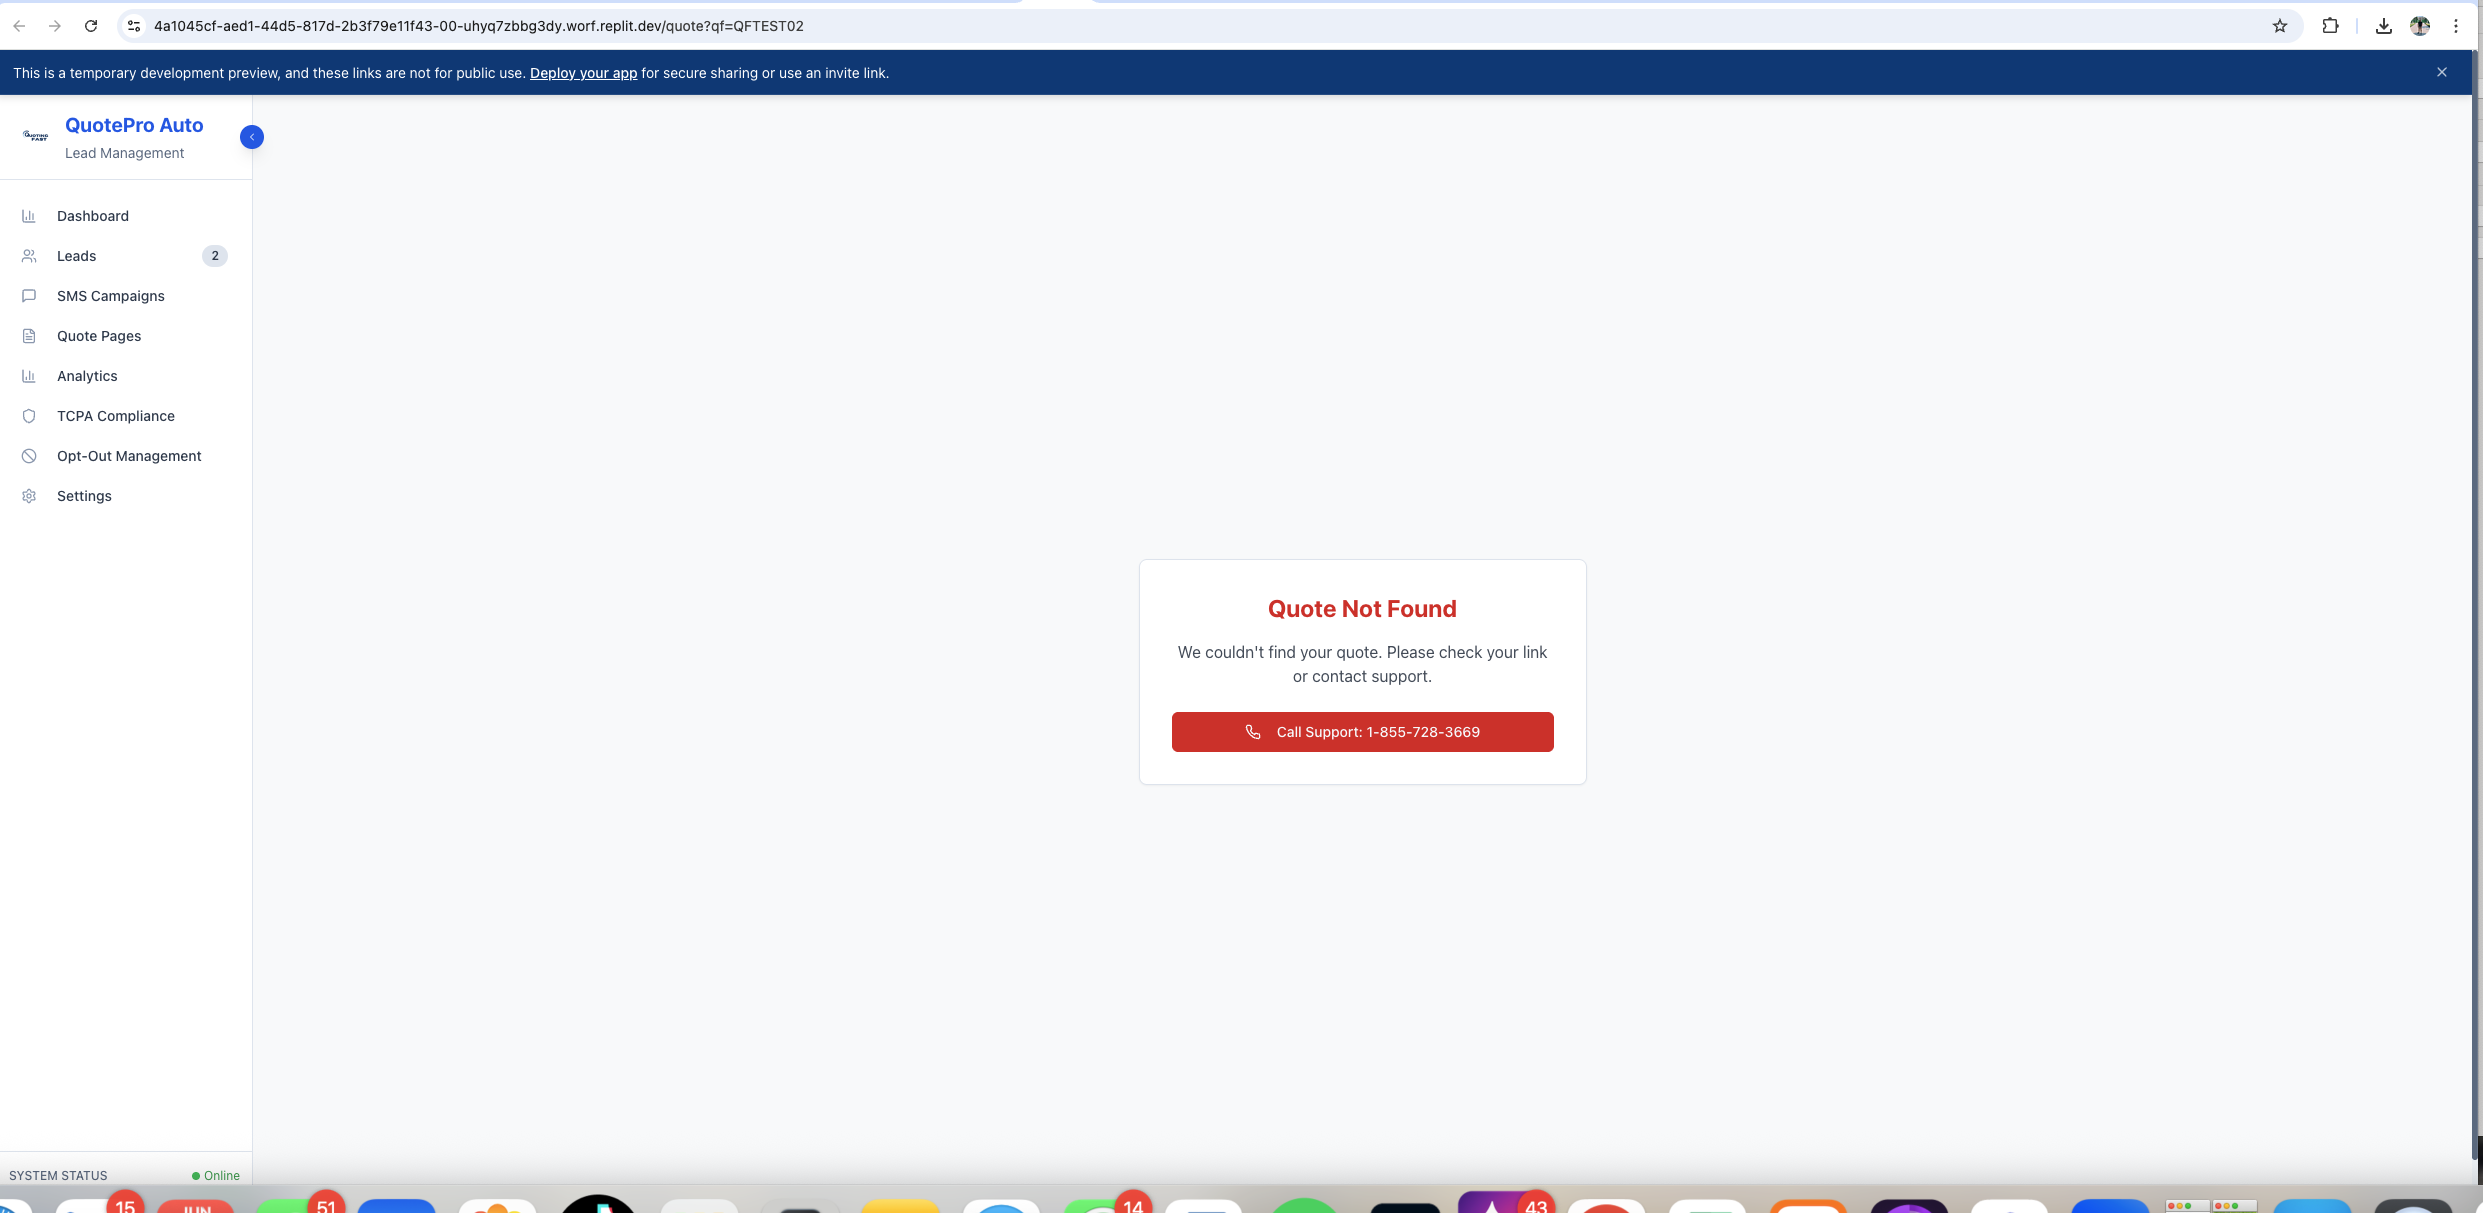 4a1045cf-aed1-44d5-817d-2b3f79e11f43-00-uhyq7zbbg3dy.worf.replit.dev/quote?qf=QFTEST02
This is a temporary development preview, and these links are not for public use. Deploy your app for secure sharing or use an invite link.
QUOTING
FAST
QuotePro Auto
Lead Management
Dashboard
Leads 2
SMS Campaigns
Quote Pages
Analytics
TCPA Compliance
Opt-Out Management
Settings
Quote Not Found
We couldn't find your quote. Please check your link
or contact support.
Call Support: 1-855-728-3669
SYSTEM STATUS Online
15 JUN 51 14 43